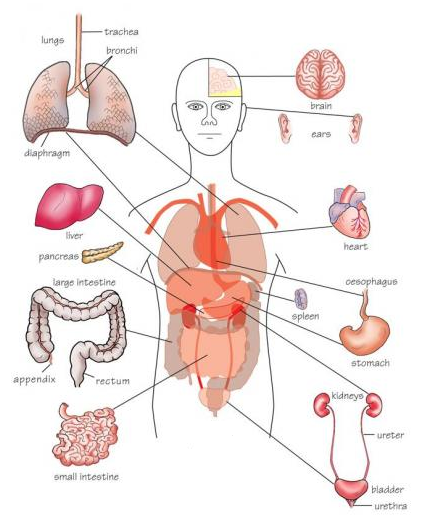 trachea
lungs
bronchi
diaphragm
brain
ears
liver
heart
pancreas
large intestine
oesophagus
spleen
stomach
appendix
rectum
kidneys
ureter
small intestine
bladder
urethra